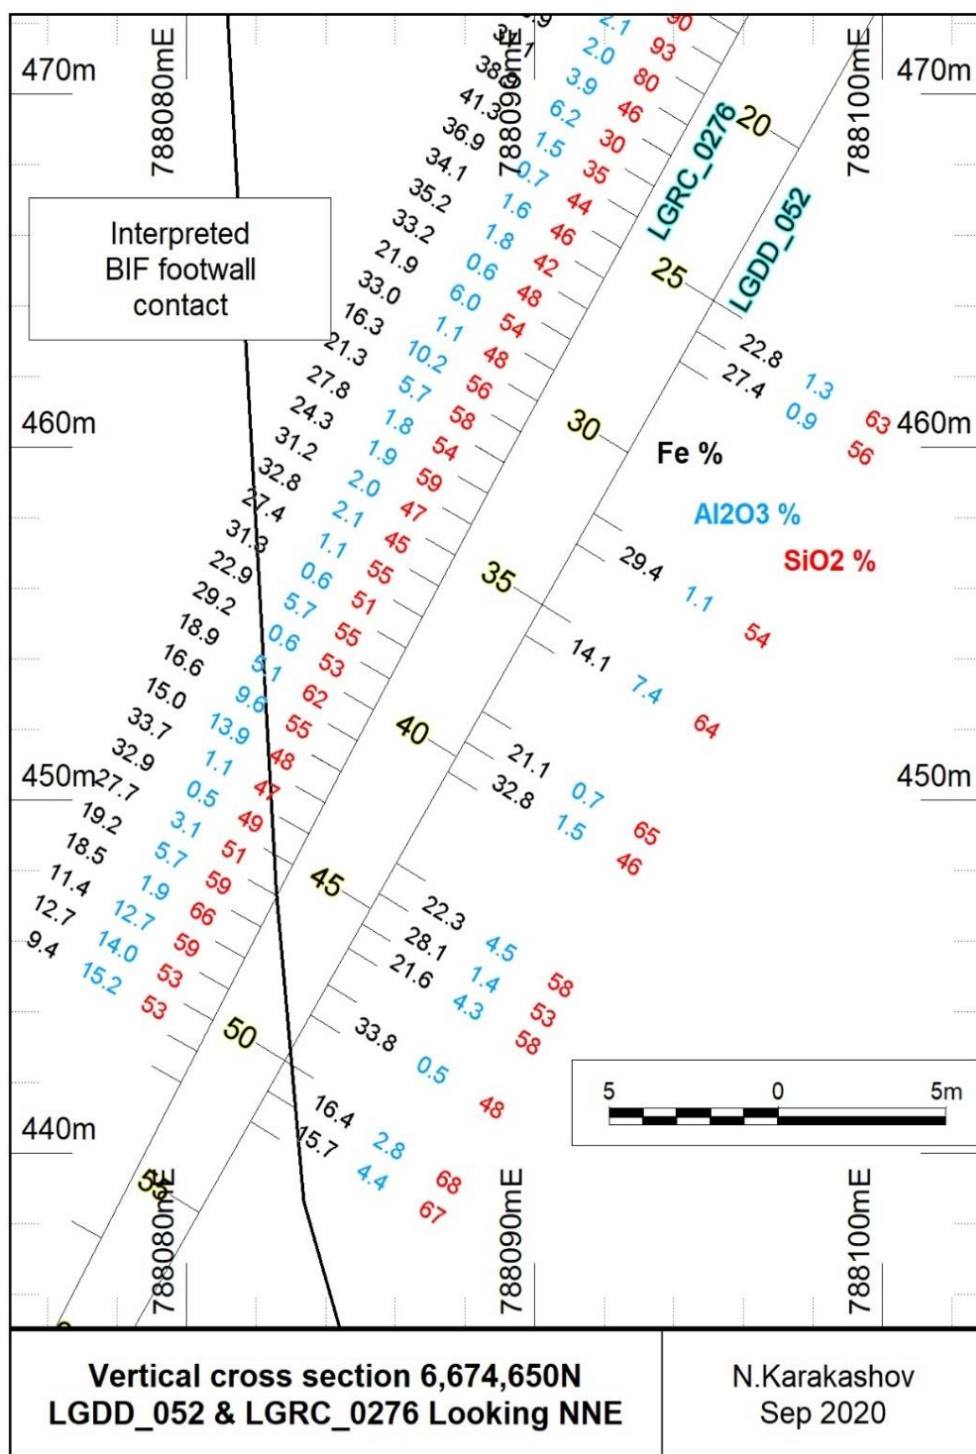 470m
788080mE
788090mE
788100mE
470m
2.1 93
2.0 80
3.9 46
6.2 30
41.3 1.5 35
36.9 0.7 44
34.1 1.6 46
35.2 1.8 42
33.2 0.6 48
21.9 6.0 54
33.0 1.1 48
16.3 10.2 56
21.3 5.7 58
27.8 1.8 54
24.3 1.9 59
31.2 2.0 47
32.8 2.1 45
27.4 1.1 55
31.3 0.6 51
22.9 5.7 55
29.2 0.6 53
18.9 5.1 62
16.6 9.6 55
15.0 13.9 48
33.7 1.1 47
32.9 0.5 49
27.7 3.1 51
19.2 5.7 59
18.5 1.9 66
11.4 12.7 59
12.7 14.0 53
9.4 15.2 53
Interpreted
BIF footwall
contact
LGRC_0276
LGDD_052
20
25
30
35
40
45
50
55
22.8 1.3 63
27.4 0.9 56
29.4 1.1 54
14.1 7.4 64
21.1 0.7 65
32.8 1.5 46
22.3 4.5 58
28.1 1.4 53
21.6 4.3 58
33.8 0.5 48
16.4 2.8 68
15.7 4.4 67
Fe %
Al2O3 %
SiO2 %
460m
460m
450m
450m
440m
440m
5 0 5m
788080mE
788090mE
788100mE
Vertical cross section 6,674,650N
LGDD_052 & LGRC_0276 Looking NNE
N.Karakashov
Sep 2020